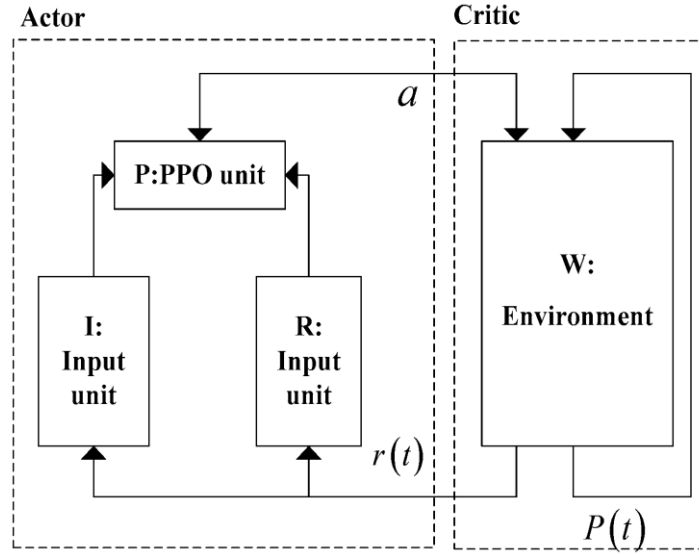 Actor
Critic
a
P:PPO unit
W:
Environment
I:
Input
unit
R:
Input
unit
r(t)
P(t)